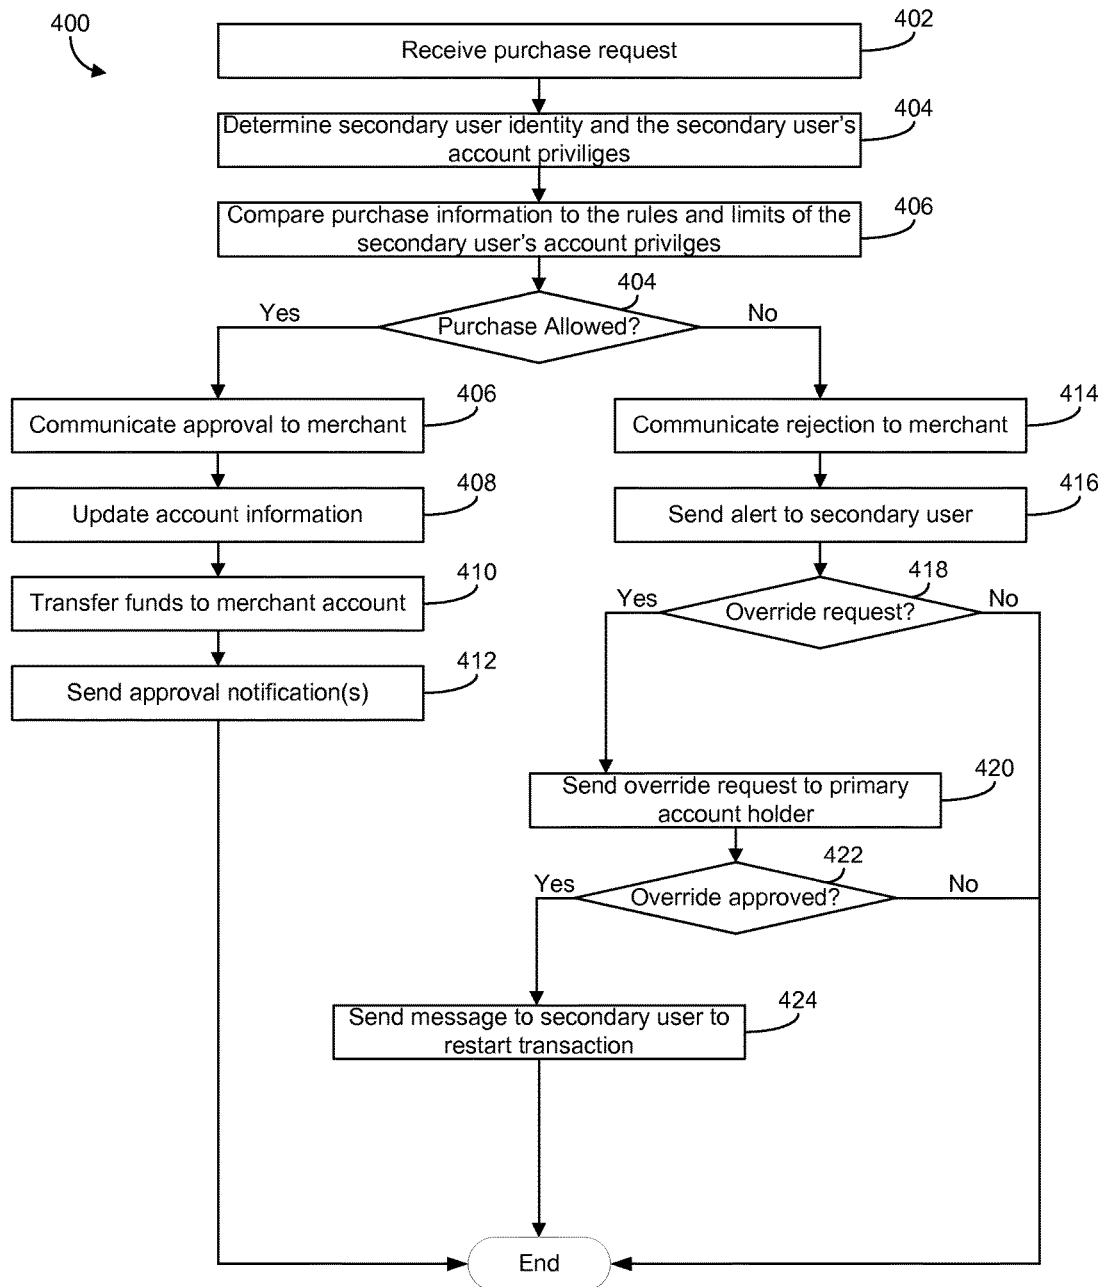 400
402
Receive purchase request
404
Determine secondary user identity and the secondary user's
account priviliges
406
Compare purchase information to the rules and limits of the
secondary user's account privilges
404
Yes
Purchase Allowed?
No
406
Communicate approval to merchant
414
Communicate rejection to merchant
408
Update account information
416
Send alert to secondary user
410
Transfer funds to merchant account
418
Yes
Override request?
No
412
Send approval notification(s)
420
Send override request to primary
account holder
422
Yes
Override approved?
No
424
Send message to secondary user to
restart transaction
End